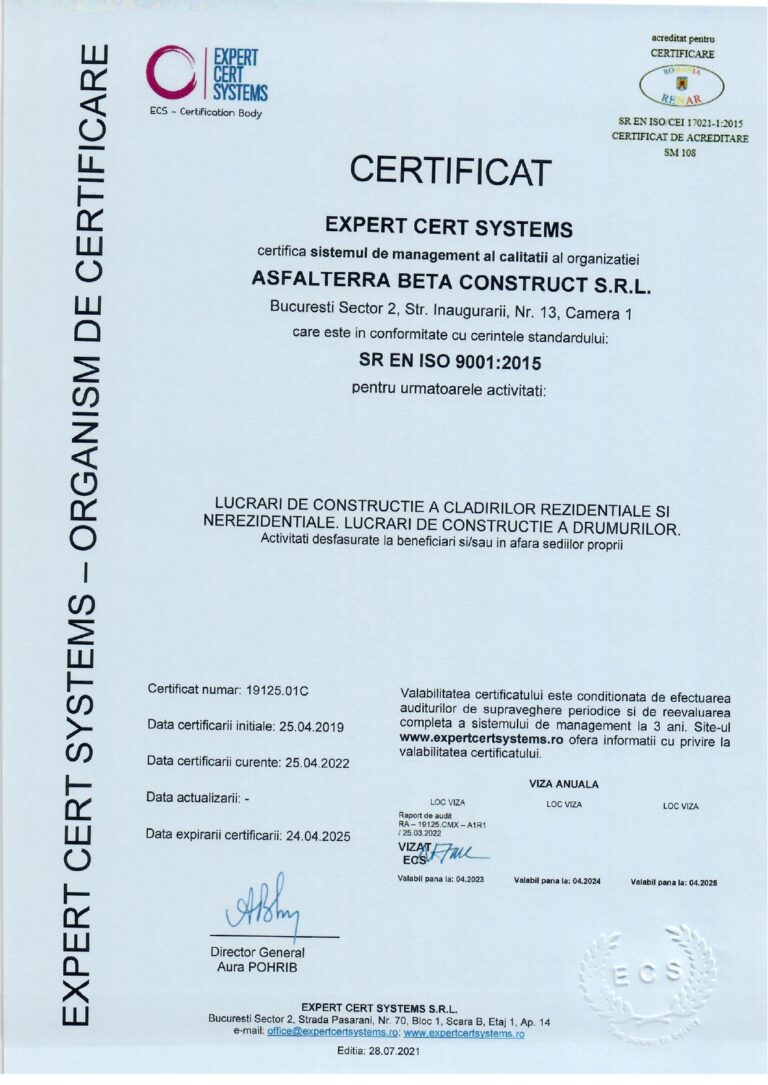 EXPERT CERT SYSTEMS – ORGANISM DE CERTIFICARE
EXPERT
CERT
SYSTEMS
ECS – Certification Body
acreditat pentru
CERTIFICARE
ROMANIA
RENAR
SR EN ISO/CEI 17021-1:2015
CERTIFICAT DE ACREDITARE
SM 108
CERTIFICAT
EXPERT CERT SYSTEMS
certifica sistemul de management al calitatii al organizatiei
ASFALTERRA BETA CONSTRUCT S.R.L.
Bucuresti Sector 2, Str. Inaugurarii, Nr. 13, Camera 1
care este in conformitate cu cerintele standardului:
SR EN ISO 9001:2015
pentru urmatoarele activitati:
LUCRARI DE CONSTRUCTIE A CLADIRILOR REZIDENTIALE SI
NEREZIDENTIALE. LUCRARI DE CONSTRUCTIE A DRUMURILOR.
Activitati desfasurate la beneficiari si/sau in afara sediilor proprii
Certificat numar: 19125.01C
Data certificarii initiale: 25.04.2019
Data certificarii curente: 25.04.2022
Data actualizarii: -
Data expirarii certificarii: 24.04.2025
Valabilitatea certificatului este conditionata de efectuarea
auditurilor de supraveghere periodice si de reevaluarea
completa a sistemului de management la 3 ani. Site-ul
www.expertcertsystems.ro ofera informatii cu privire la
valabilitatea certificatului.
VIZA ANUALA
LOC VIZA
LOC VIZA
LOC VIZA
Raport de audit
RA – 19125.CMX – A1R1
/ 25.03.2022
VIZAT
ECS
Valabil pana la: 04.2023
Valabil pana la: 04.2024
Valabil pana la: 04.2025
Director General
Aura POHRIB
ECS
EXPERT CERT SYSTEMS S.R.L.
Bucuresti Sector 2, Strada Pasarani, Nr. 70, Bloc 1, Scara B, Etaj 1, Ap. 14
e-mail: office@expertcertsystems.ro; www.expertcertsystems.ro
Editia: 28.07.2021